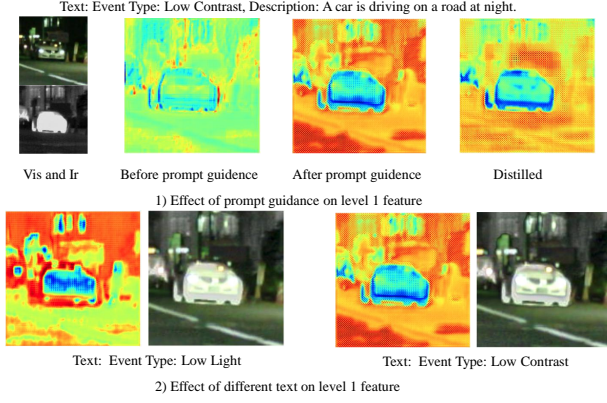 Text: Event Type: Low Contrast, Description: A car is driving on a road at night.
Vis and Ir
Before prompt guidence
After prompt guidence
Distilled
1) Effect of prompt guidance on level 1 feature
Text: Event Type: Low Light
Text: Event Type: Low Contrast
2) Effect of different text on level 1 feature